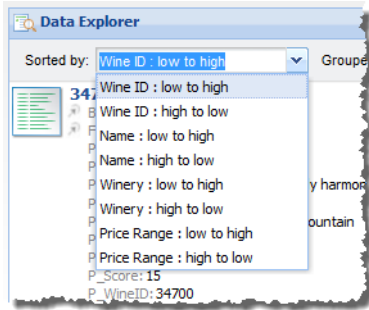 Data Explorer
Sorted by: Wine ID : low to high Groupe
347
Wine ID : low to high
B
Wine ID : high to low
F
Name : low to high
P
Name : high to low
P
Winery : low to high
P y harmon
Winery : high to low
P
Price Range : low to high
P ountain
Price Range : high to low
P
P_Score: 15
P_WineID: 34700